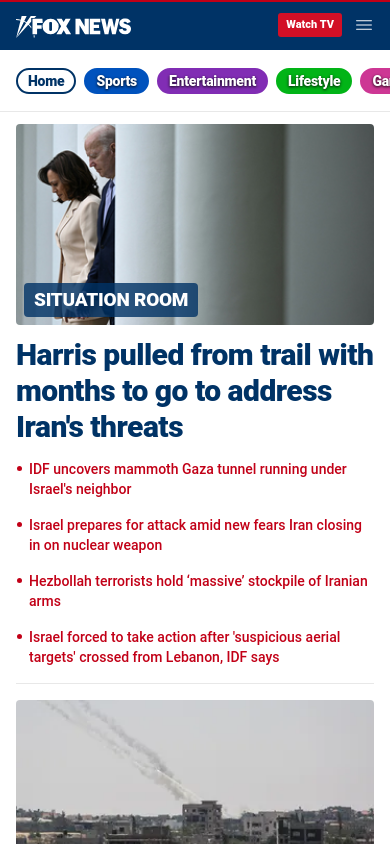 FOX NEWS
Watch TV
Home
Sports
Entertainment
Lifestyle
SITUATION ROOM
Harris pulled from trail with
months to go to address
Iran's threats
IDF uncovers mammoth Gaza tunnel running under
Israel's neighbor
Israel prepares for attack amid new fears Iran closing
in on nuclear weapon
Hezbollah terrorists hold ‘massive’ stockpile of Iranian
arms
Israel forced to take action after 'suspicious aerial
targets' crossed from Lebanon, IDF says